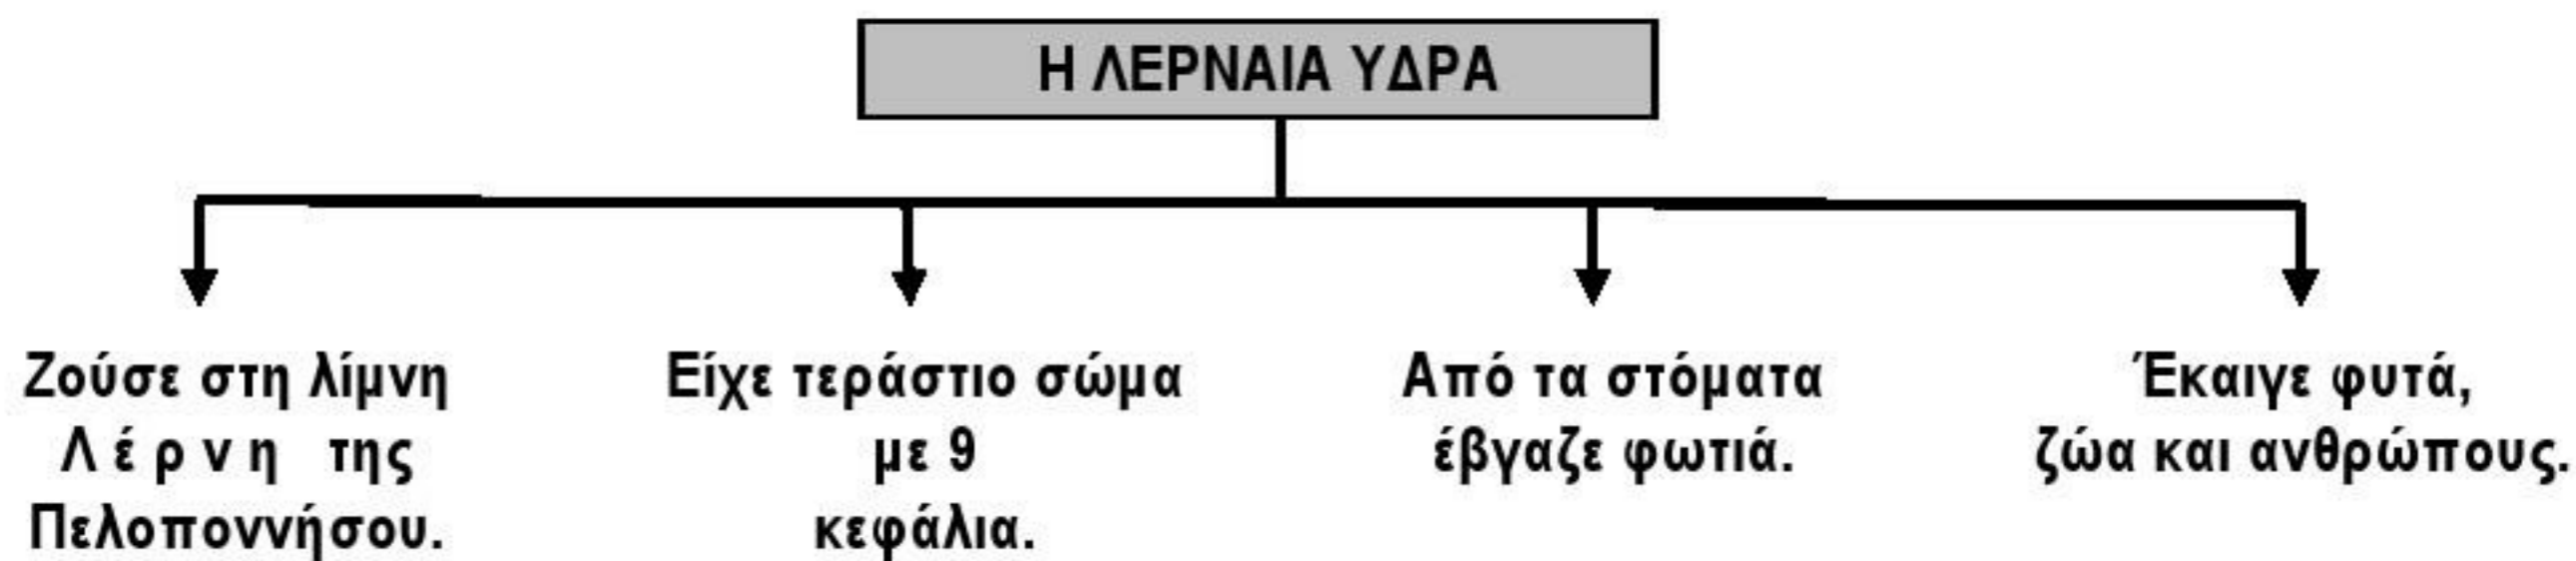 Η ΛΕΡΝΑΙΑ ΥΔΡΑ
Ζούσε στη λίμνη
Λ έ ρ ν η της
Πελοποννήσου.
Είχε τεράστιο σώμα
με 9
κεφάλια.
Από τα στόματα
έβγαζε φωτιά.
Έκαιγε φυτά,
ζώα και ανθρώπους.